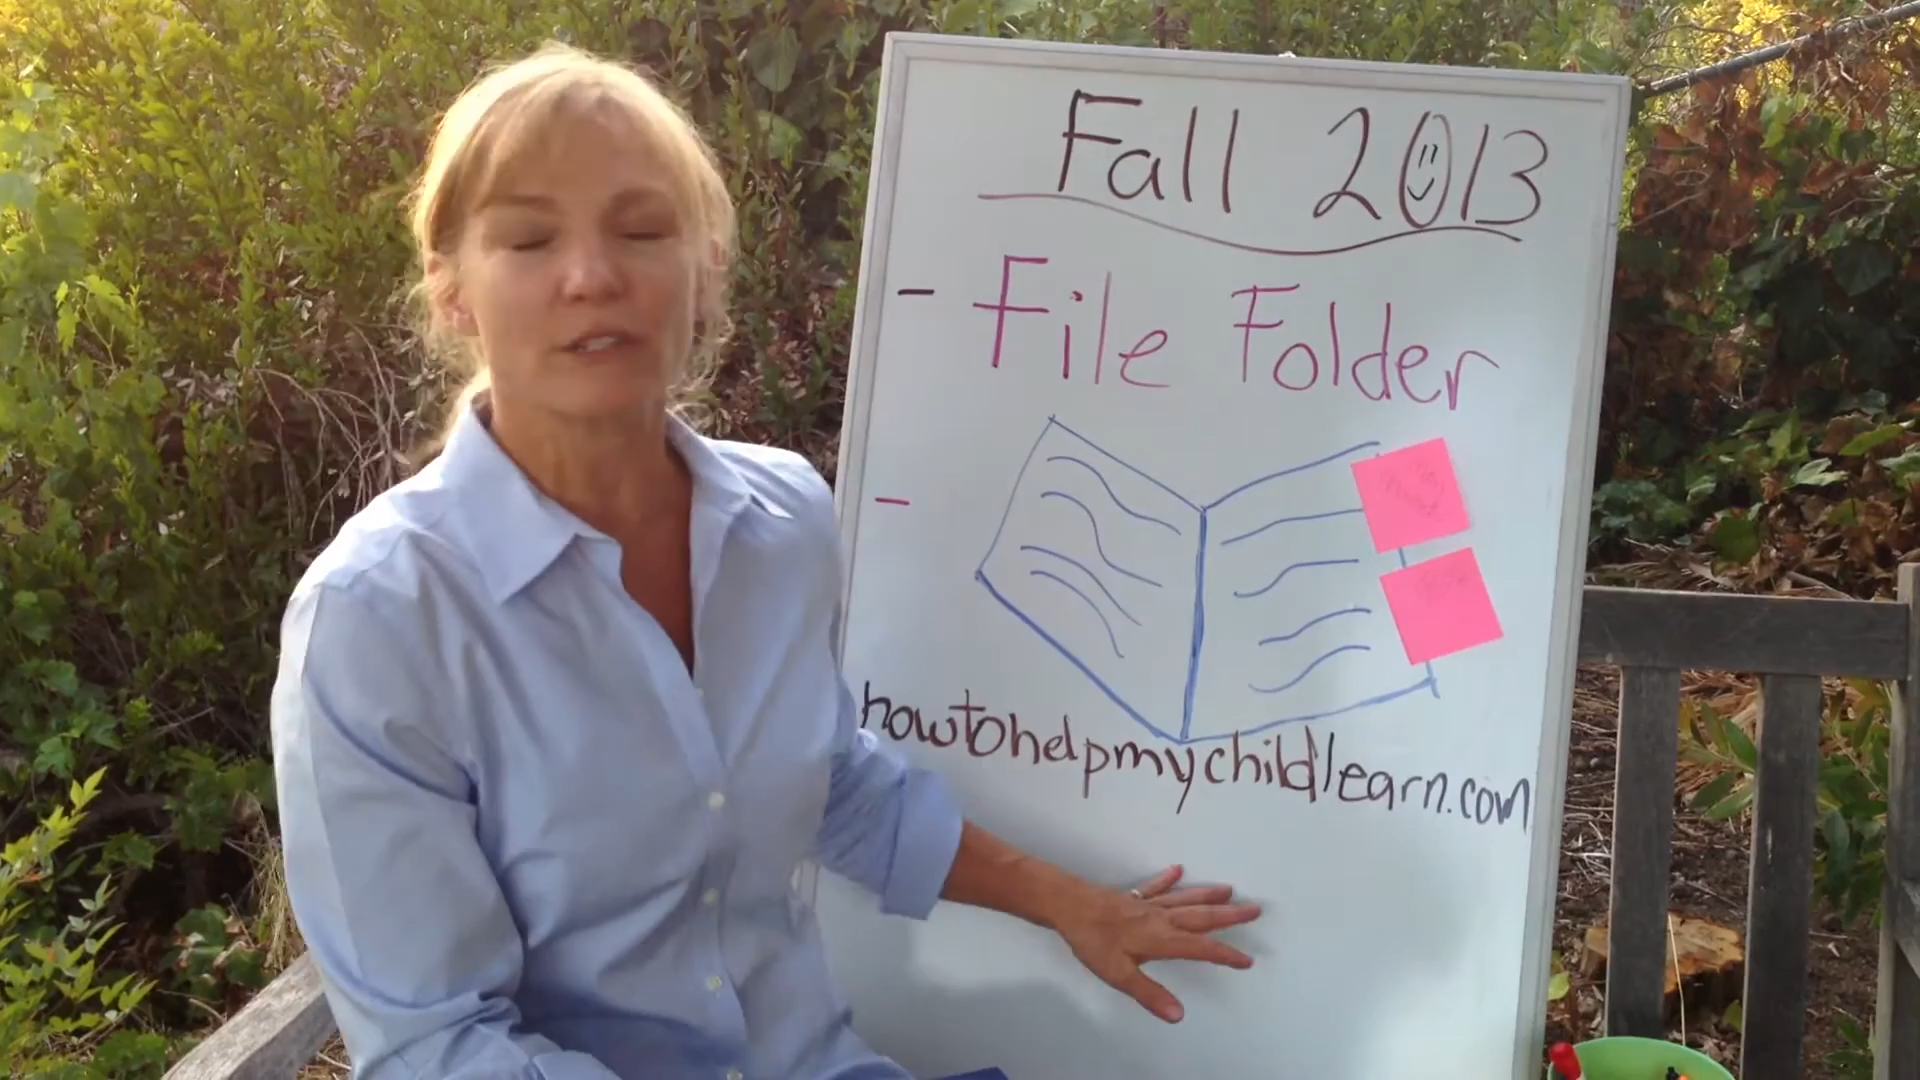 Fall 2013
- File Folder
-
howtohelpmychildlearn.com